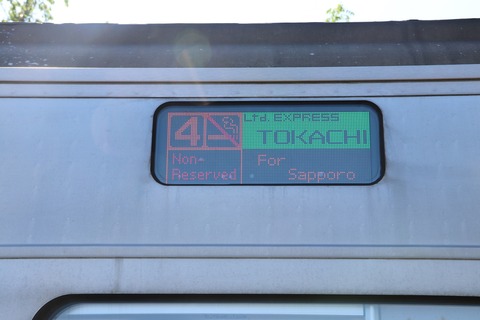 4
Non-
Reserved
Ltd. EXPRESS
TOKACHI
For
Sapporo